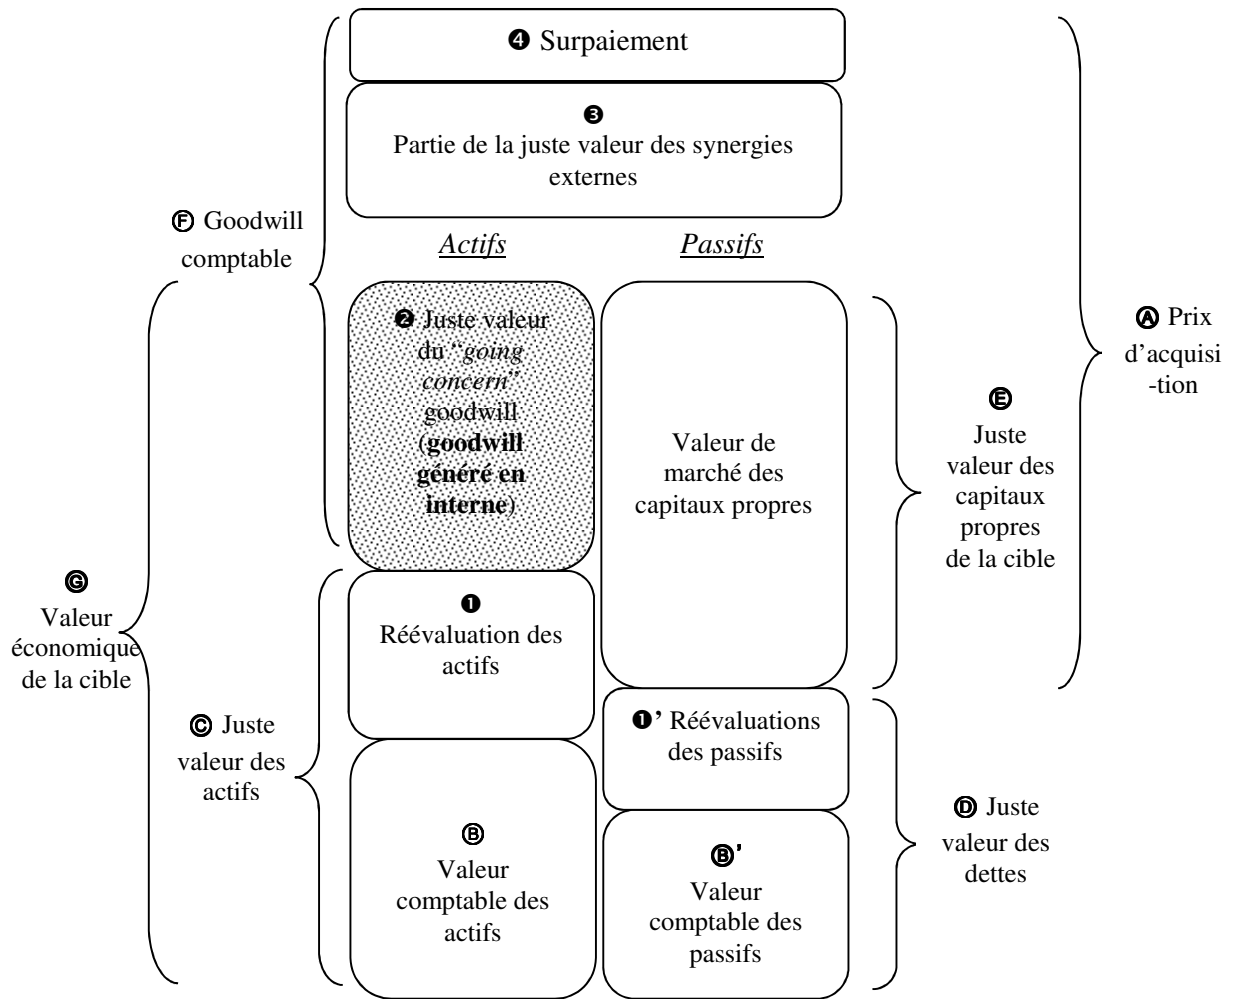 ❹ Surpaiement
❸
Partie de la juste valeur des synergies
externes
Ⓕ Goodwill
comptable
Actifs
Passifs
❷ Juste valeur
du “going
concern”
goodwill
(goodwill
généré en
interne)
Valeur de
marché des
capitaux propres
Ⓔ
Juste
valeur des
capitaux
propres
de la cible
Ⓐ Prix
d’acquisi
-tion
Ⓖ
Valeur
économique
de la cible
❶
Réévaluation des
actifs
❶’ Réévaluations
des passifs
Ⓒ Juste
valeur des
actifs
Ⓑ
Valeur
comptable des
actifs
Ⓑ’
Valeur
comptable des
passifs
Ⓓ Juste
valeur des
dettes